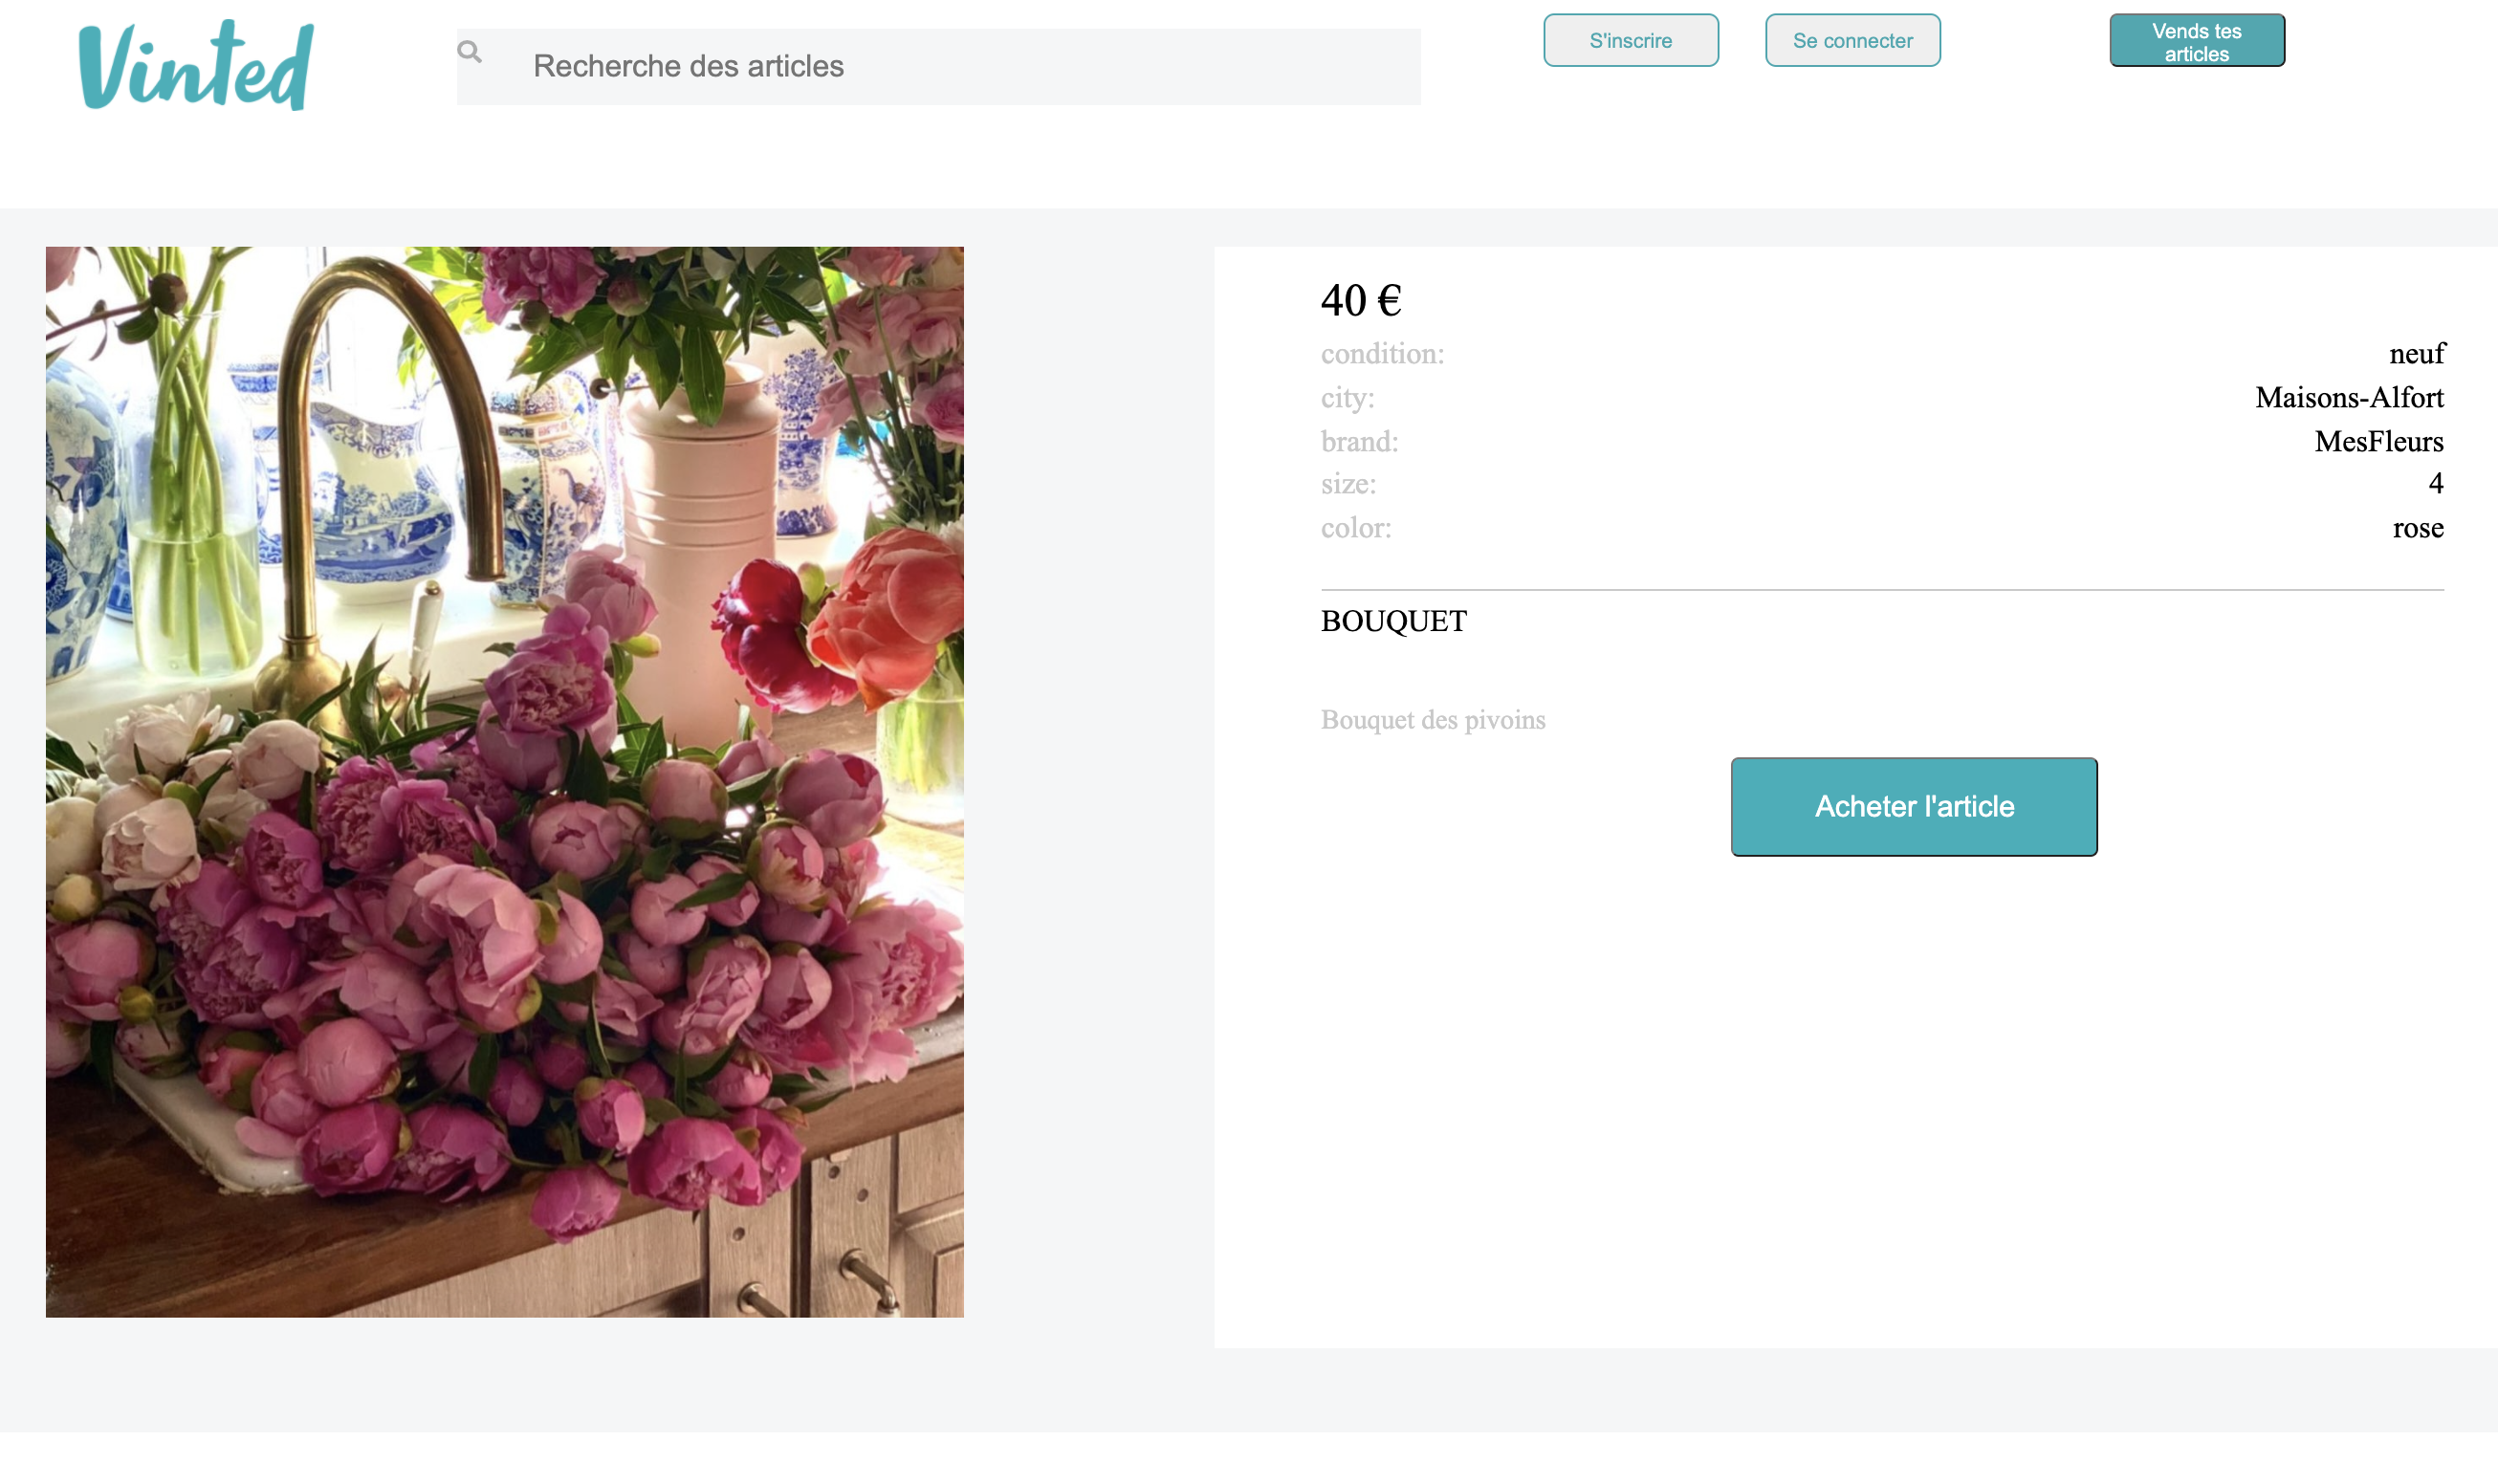 Vinted
Recherche des articles
S'inscrire
Se connecter
Vends tes
articles
40 €
condition: neuf
city: Maisons-Alfort
brand: MesFleurs
size: 4
color: rose
BOUQUET
Bouquet des pivoins
Acheter l'article